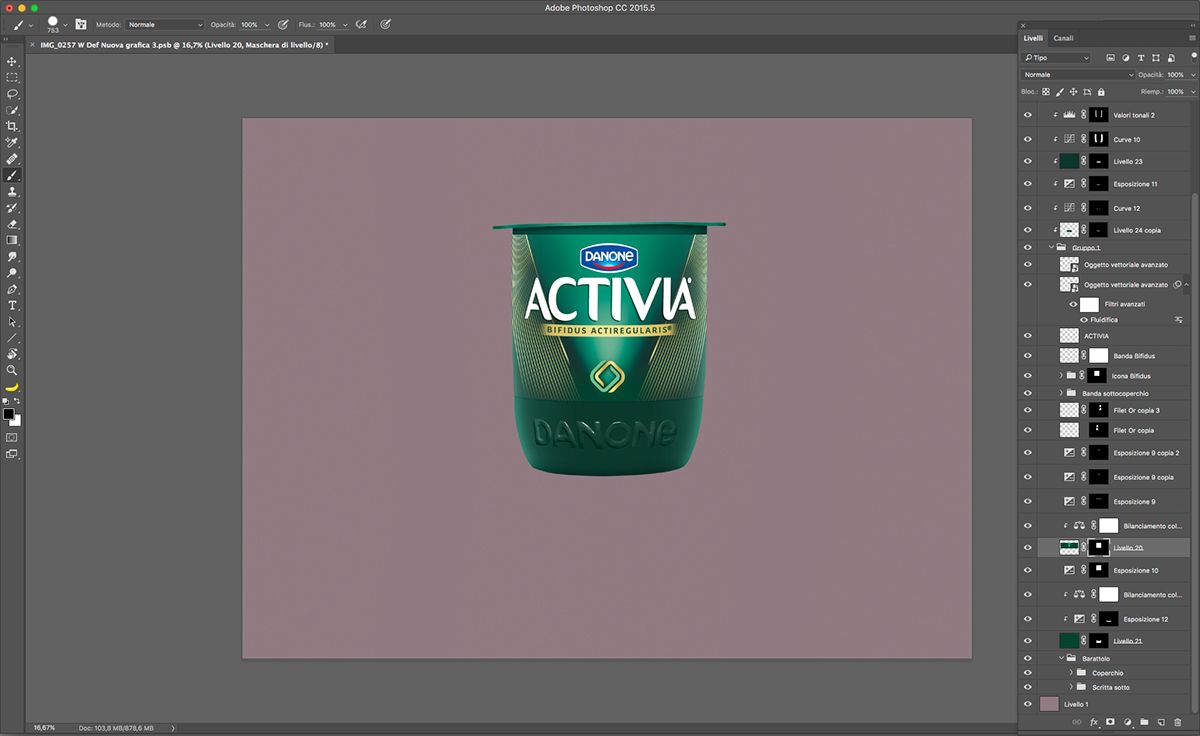 Adobe Photoshop CC 2015.5
753
Metodo: Normale
Opacità: 100%
Flus.: 100%
× IMG_0257 W Def Nuova grafica 3.psb @ 16,7% (Livello 20, Maschera di livello/8) *
DANONE
ACTIVIA
BIFIDUS ACTIREGULARIS®
DANONE
16,67%
Doc: 103,8 MB/878,6 MB
Livelli
Canali
Tipo
Normale
Opacità: 100%
Bloc.:
Riemp.: 100%
Valori tonali 2
Curve 10
Livello 23
Esposizione 11
Curve 12
Livello 24 copia
Gruppo 1
Oggetto vettoriale avanzato
Oggetto vettoriale avanzato
Filtri avanzati
Fluidifica
ACTIVIA
Banda Bifidus
Icona Bifidus
Banda sottocoperchio
Filet Or copia 3
Filet Or copia
Esposizione 9 copia 2
Esposizione 9 copia
Esposizione 9
Bilanciamento col...
Livello 20
Esposizione 10
Bilanciamento col...
Esposizione 12
Livello 21
Barattolo
Coperchio
Scritta sotto
Livello 1
fx